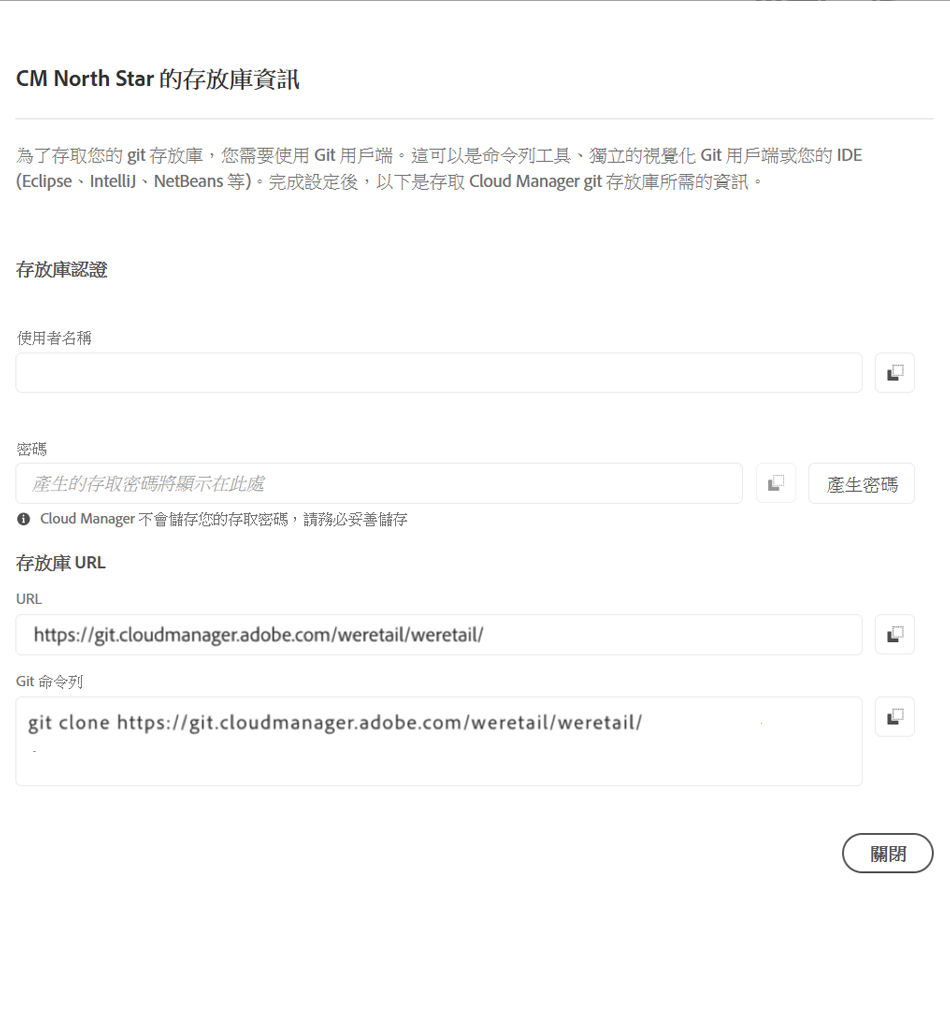 CM North Star 的存放庫資訊
為了存取您的 git 存放庫，您需要使用 Git 用戶端。這可以是命令列工具、獨立的視覺化 Git 用戶端或您的 IDE
(Eclipse、IntelliJ、NetBeans 等)。完成設定後，以下是存取 Cloud Manager git 存放庫所需的資訊。
存放庫認證
使用者名稱
密碼
產生的存取密碼將顯示在此處
產生密碼
Cloud Manager 不會儲存您的存取密碼，請務必妥善儲存
存放庫 URL
URL
https://git.cloudmanager.adobe.com/weretail/weretail/
Git 命令列
git clone https://git.cloudmanager.adobe.com/weretail/weretail/
關閉